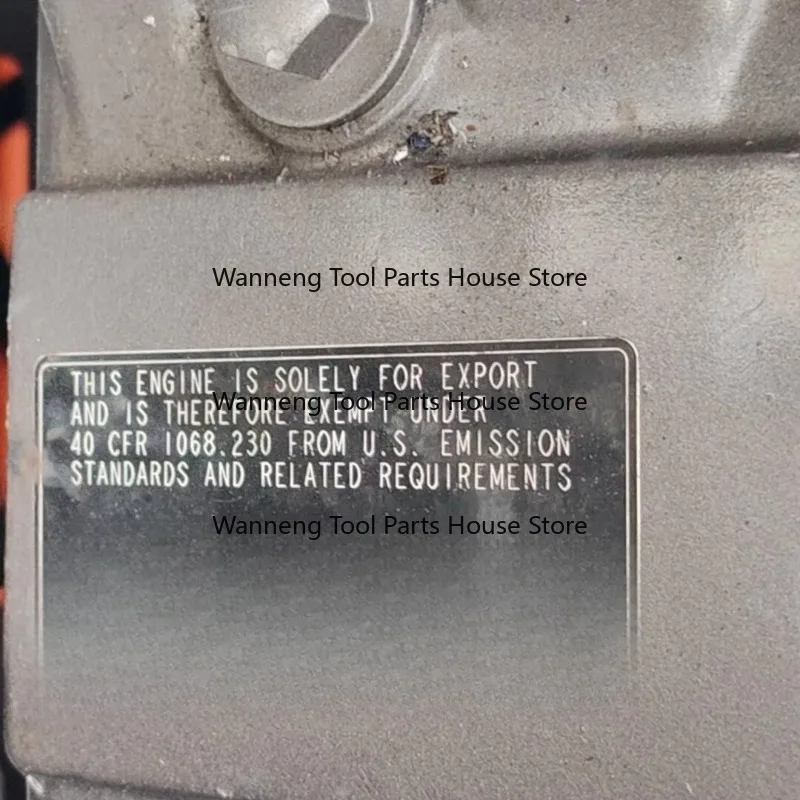 Wanneng Tool Parts House Store
THIS ENGINE IS SOLELY FOR EXPORT
Wanneng Tool Parts House Store
AND IS THEREFORE EXEMPT UNDER
40 CFR 1068.230 FROM U.S. EMISSION
STANDARDS AND RELATED REQUIREMENTS
Wanneng Tool Parts House Store